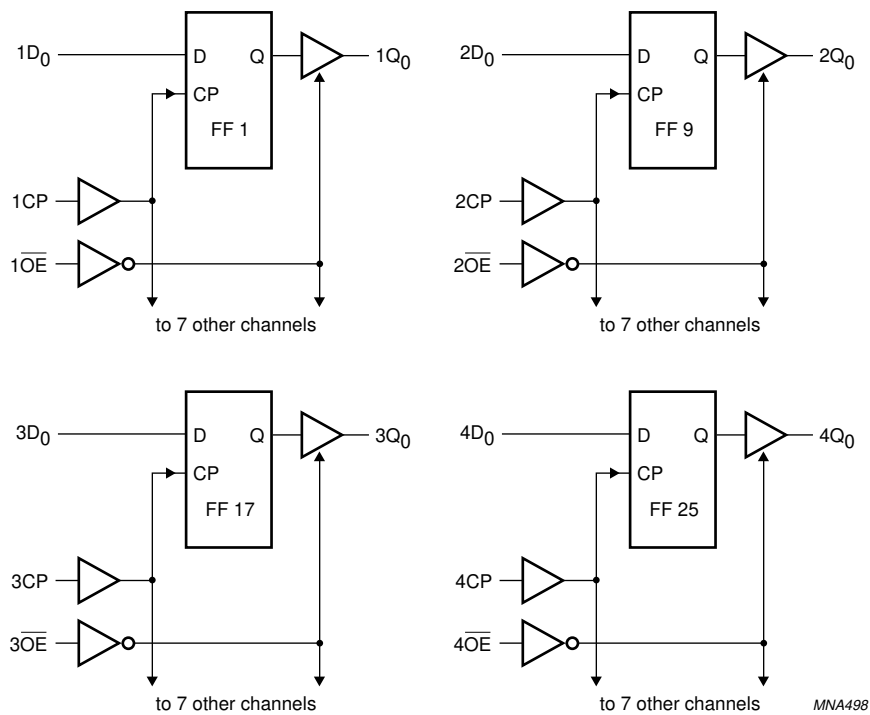 1D0
D Q
1Q0
CP
FF 1
1CP
1OE
to 7 other channels
2D0
D Q
2Q0
CP
FF 9
2CP
2OE
to 7 other channels
3D0
D Q
3Q0
CP
FF 17
3CP
3OE
to 7 other channels
4D0
D Q
4Q0
CP
FF 25
4CP
4OE
to 7 other channels
MNA498